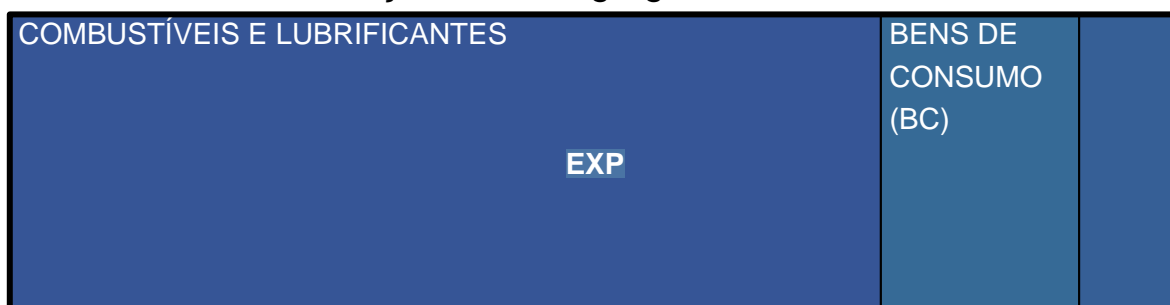 COMBUSTÍVEIS E LUBRIFICANTES
BENS DE
CONSUMO
(BC)
EXP